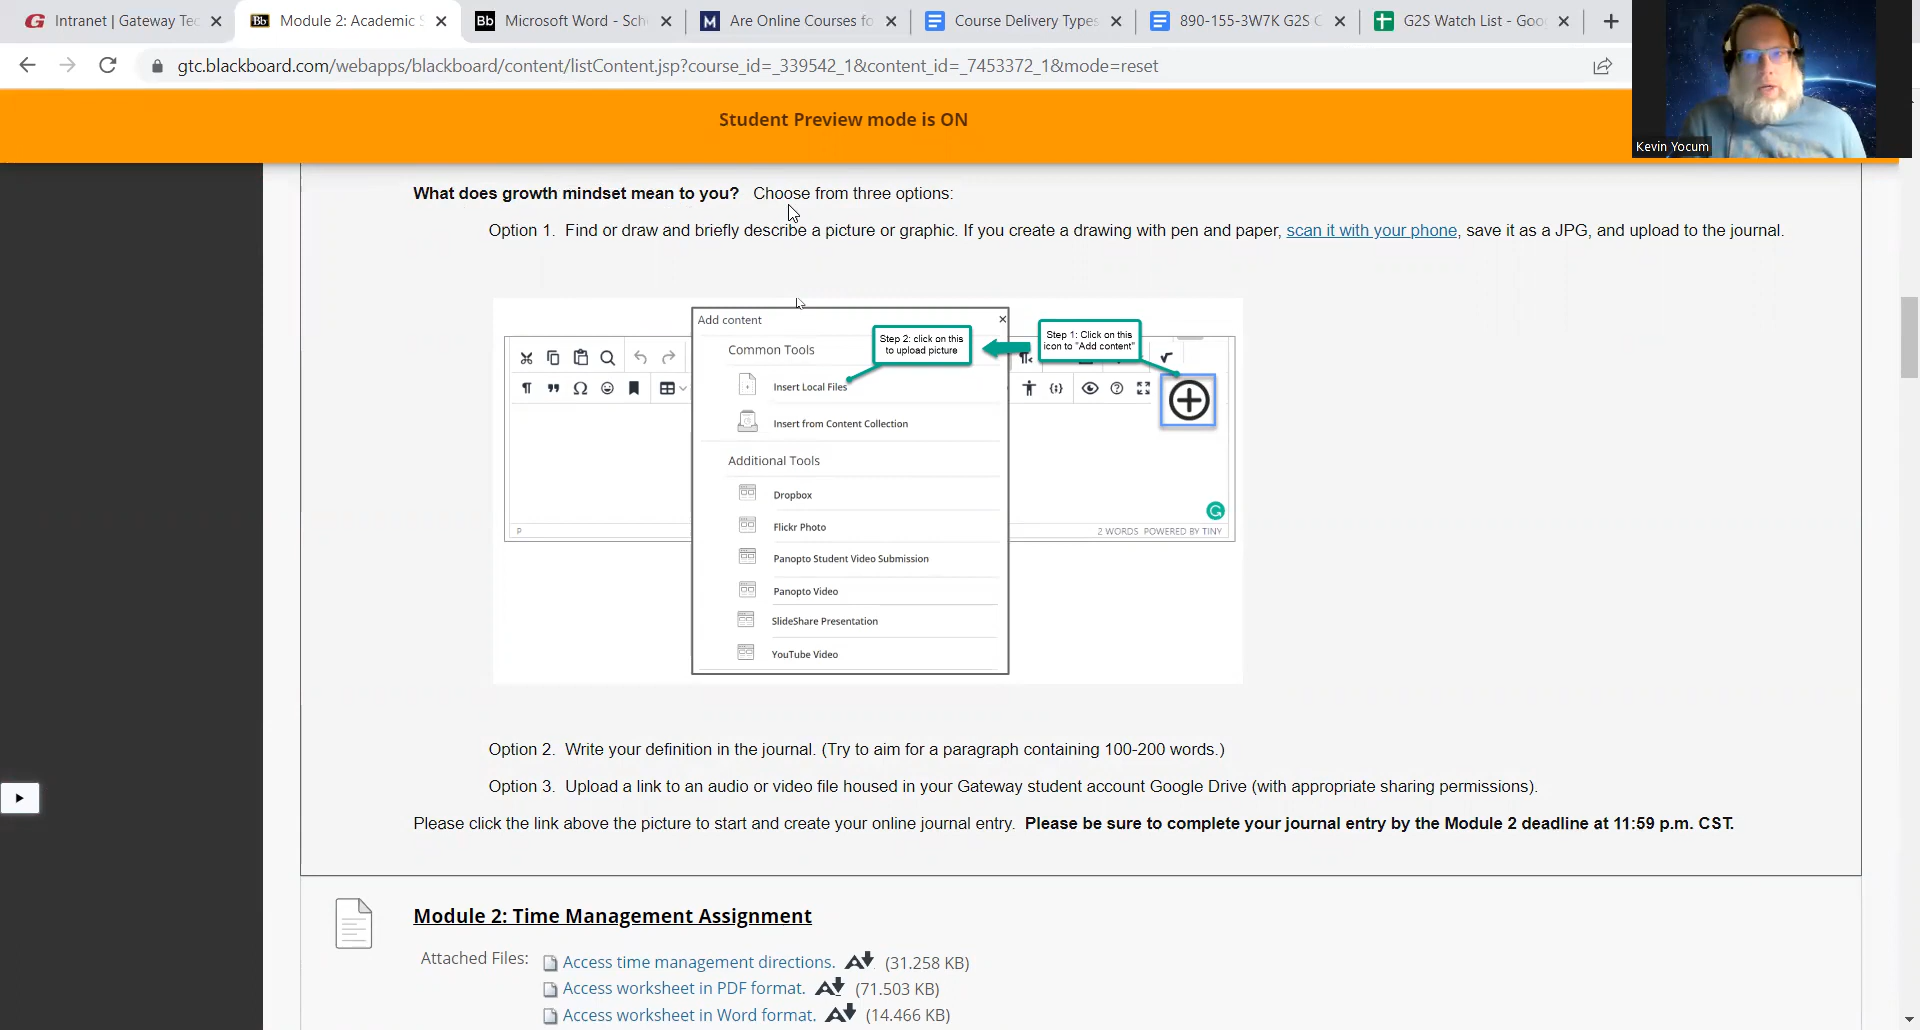 Intranet | Gateway Tec
Module 2: Academic S
Microsoft Word - Scho
Are Online Courses fo
Course Delivery Types
890-155-3W7K G2S C
G2S Watch List - Goo
gtc.blackboard.com/webapps/blackboard/content/listContent.jsp?course_id=_339542_1&content_id=_7453372_1&mode=reset
Student Preview mode is ON
Kevin Yocum
What does growth mindset mean to you? Choose from three options:
Option 1. Find or draw and briefly describe a picture or graphic. If you create a drawing with pen and paper, scan it with your phone, save it as a JPG, and upload to the journal.
Add content
Step 2: click on this
to upload picture
Step 1: Click on this
icon to "Add content"
Common Tools
Insert Local Files
Insert from Content Collection
Additional Tools
Dropbox
Flickr Photo
Panopto Student Video Submission
Panopto Video
SlideShare Presentation
YouTube Video
P
2 WORDS POWERED BY TINY
Option 2. Write your definition in the journal. (Try to aim for a paragraph containing 100-200 words.)
Option 3. Upload a link to an audio or video file housed in your Gateway student account Google Drive (with appropriate sharing permissions).
Please click the link above the picture to start and create your online journal entry. Please be sure to complete your journal entry by the Module 2 deadline at 11:59 p.m. CST.
Module 2: Time Management Assignment
Attached Files: Access time management directions. (31.258 KB)
Access worksheet in PDF format. (71.503 KB)
Access worksheet in Word format. (14.466 KB)